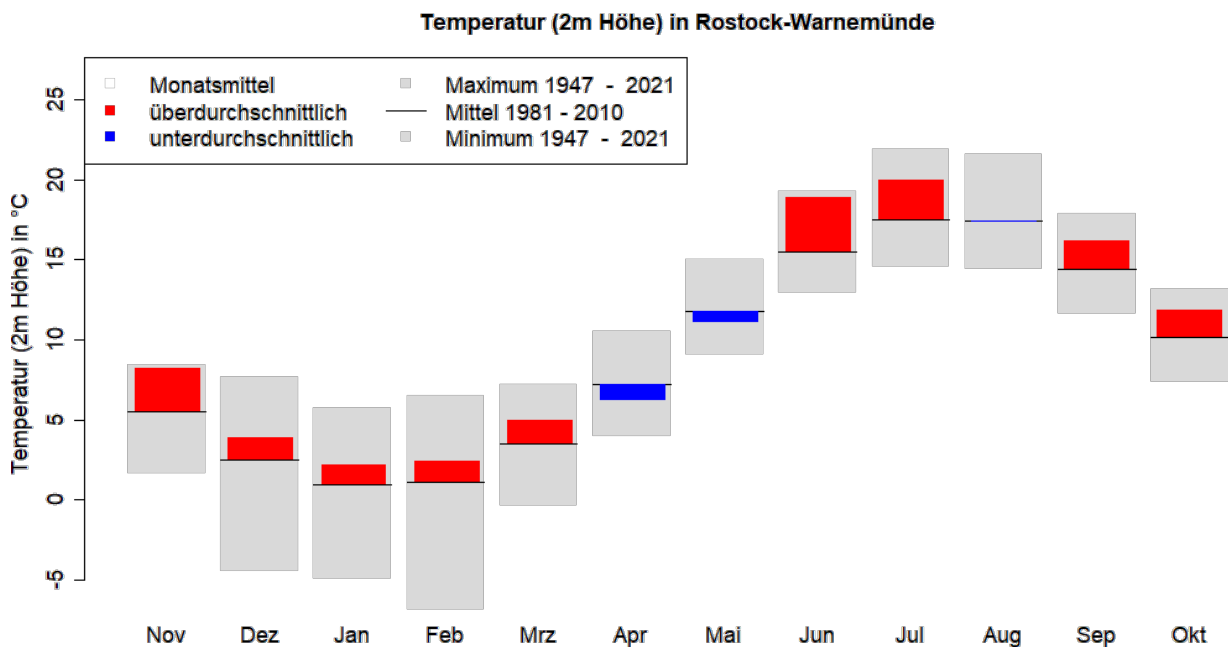 Temperatur (2m Höhe) in Rostock-Warnemünde
Monatsmittel
überdurchschnittlich
unterdurchschnittlich
Maximum 1947 - 2021
Mittel 1981 - 2010
Minimum 1947 - 2021
Temperatur (2m Höhe) in °C
25
20
15
10
5
0
-5
Nov Dez Jan Feb Mrz Apr Mai Jun Jul Aug Sep Okt